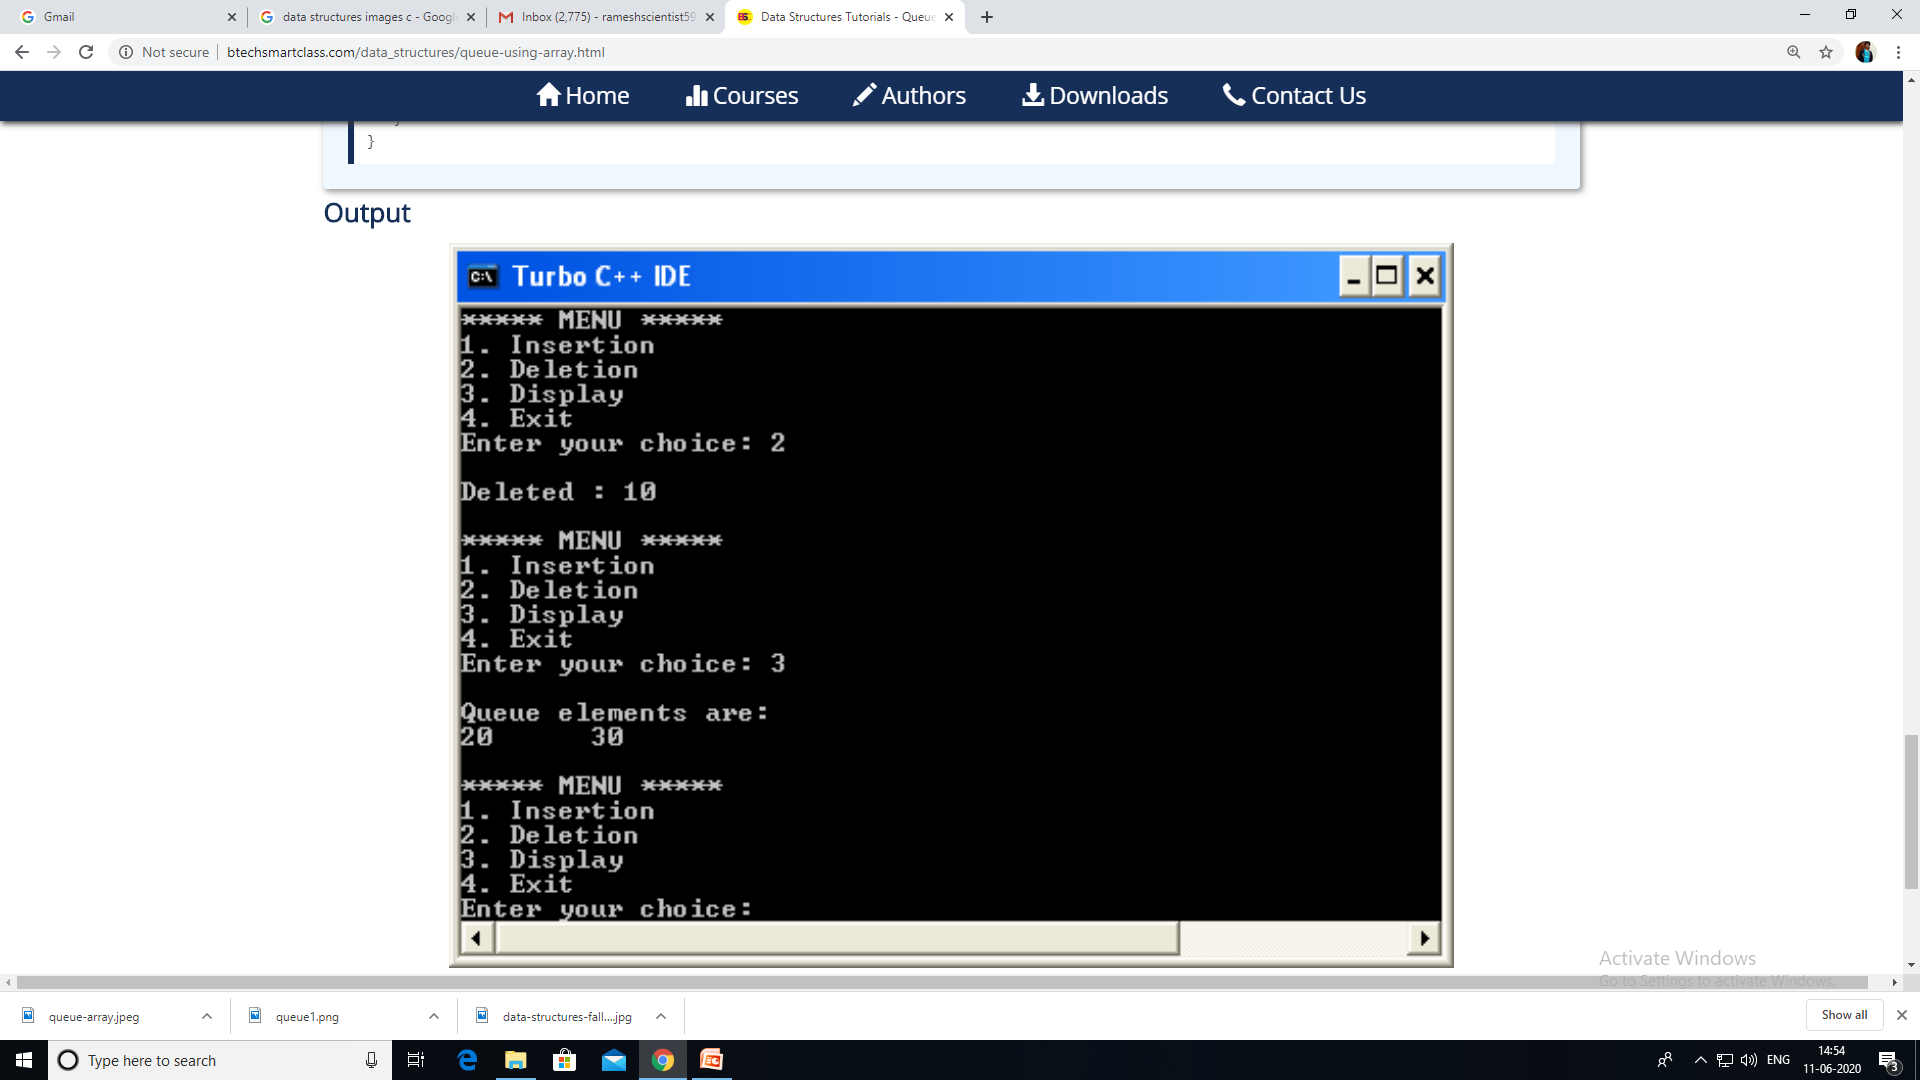 Gmail
data structures images c - Googl
Inbox (2,775) - rameshscientist59
Data Structures Tutorials - Queue
Not secure
btechsmartclass.com/data_structures/queue-using-array.html
Home Courses Authors Downloads Contact Us
}
}
Output
C:\ Turbo C++ IDE
***** MENU *****
1. Insertion
2. Deletion
3. Display
4. Exit
Enter your choice: 2
Deleted : 10
***** MENU *****
1. Insertion
2. Deletion
3. Display
4. Exit
Enter your choice: 3
Queue elements are:
20 30
***** MENU *****
1. Insertion
2. Deletion
3. Display
4. Exit
Enter your choice:
Activate Windows
Go to Settings to activate Windows.
queue-array.jpeg
queue1.png
data-structures-fall....jpg
Show all
Type here to search
ENG
14:54
11-06-2020
3